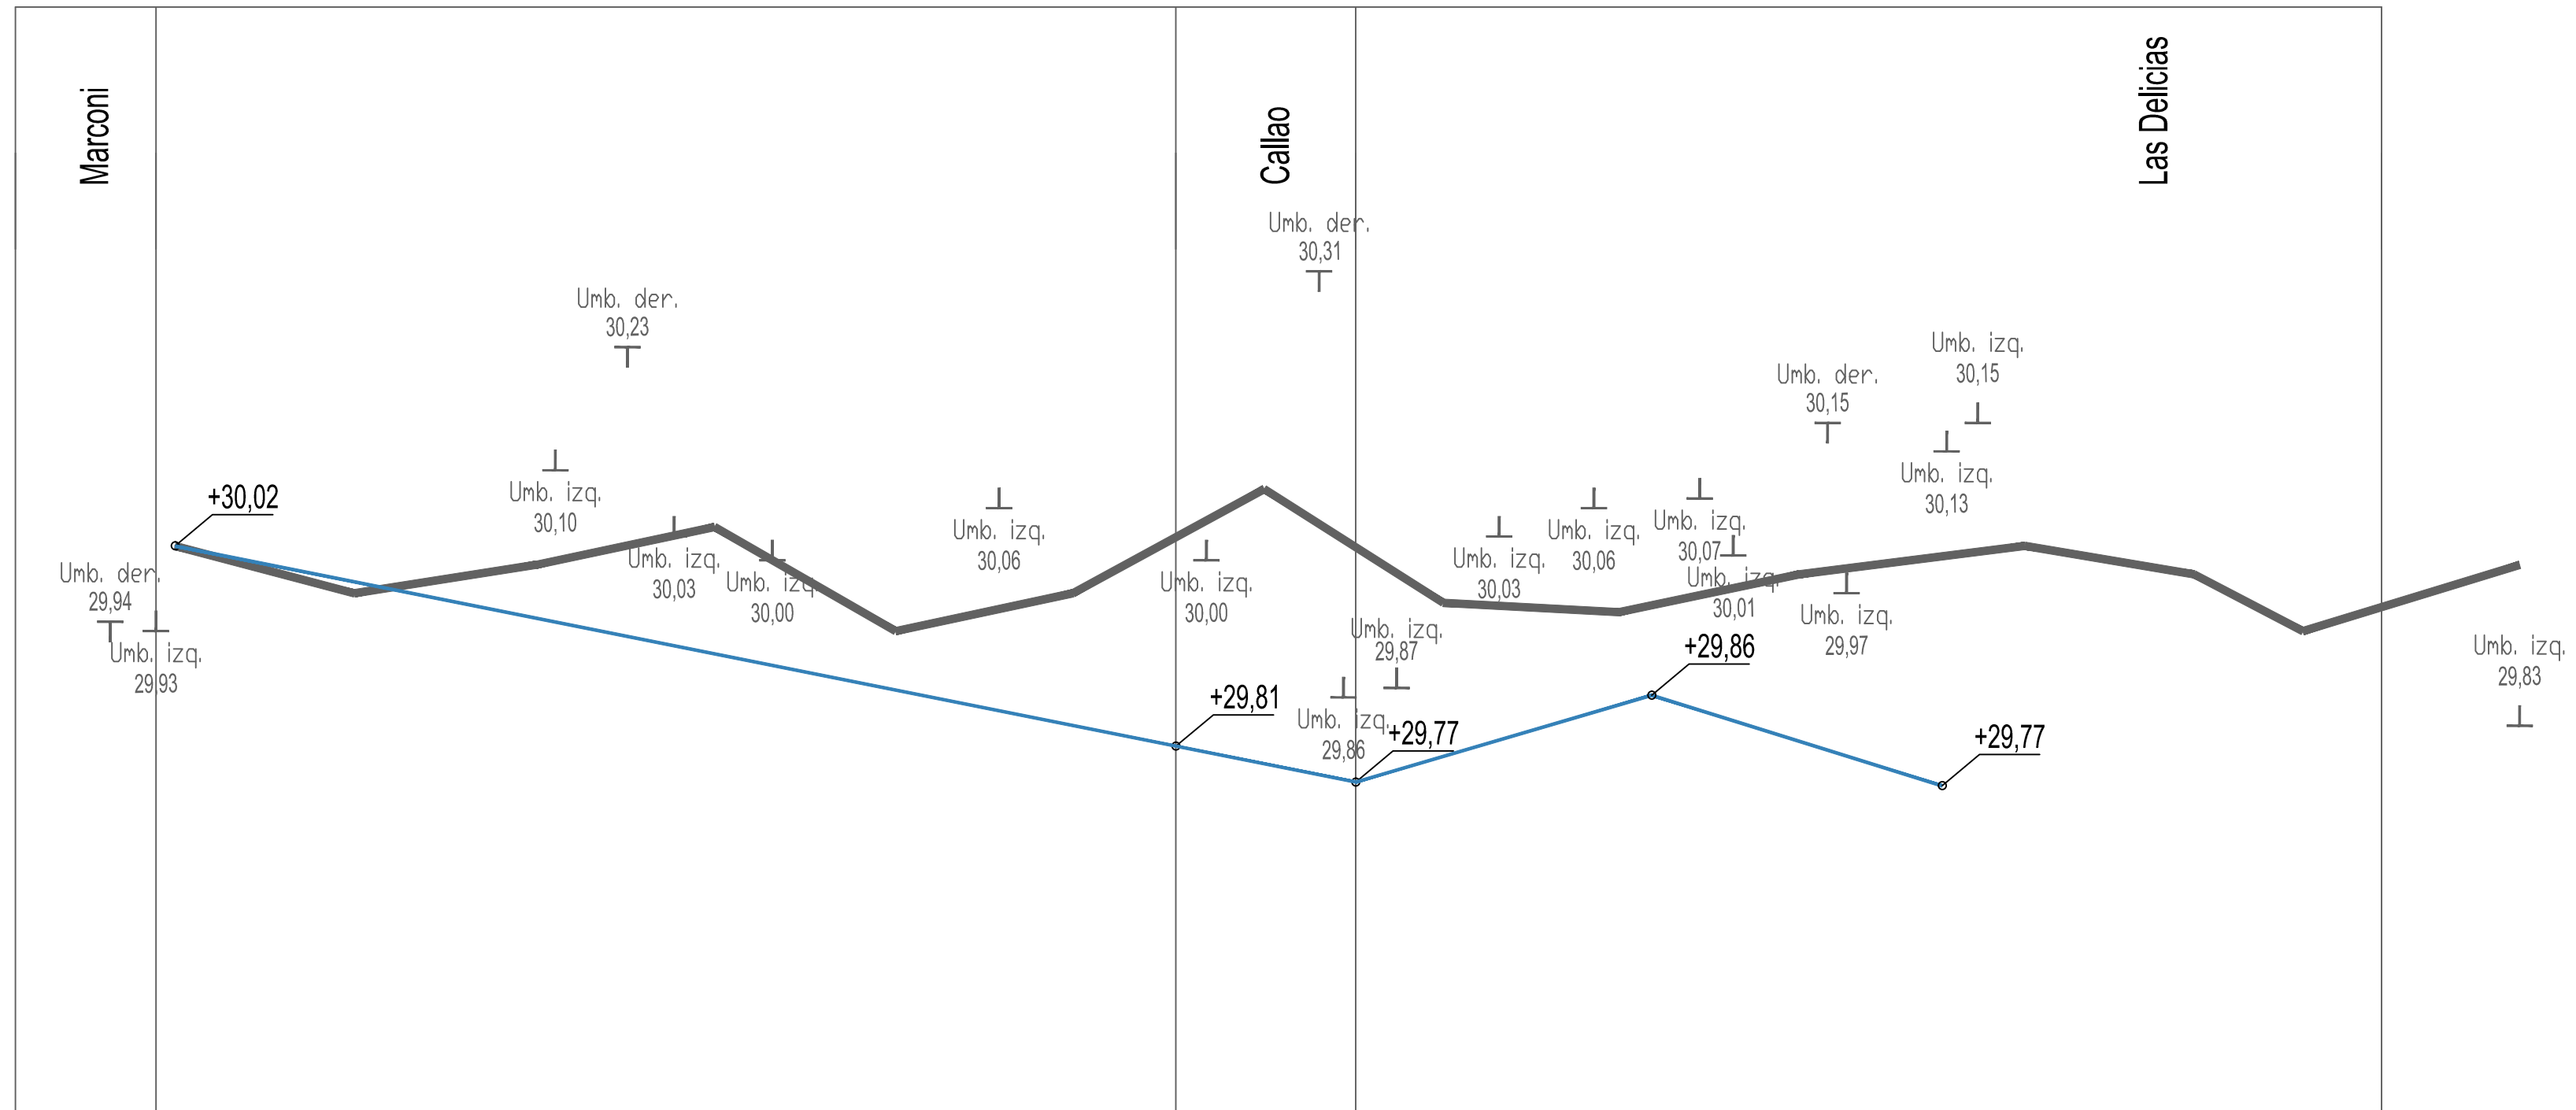 Marconi
Callao
Las Delicias
Umb. der.
30,31
Umb. der.
30,23
Umb. izq.
30,15
Umb. der.
30,15
Umb. izq.
30,13
+30,02
Umb. izq.
30,10
Umb. izq.
30,06
Umb. izq.
30,06
Umb. izq.
30,07
Umb. izq.
30,03
Umb. izq.
30,03
Umb. der.
29,94
Umb. izq.
30,00
Umb. izq.
30,00
Umb. izq.
30,01
Umb. izq.
29,97
Umb. izq.
29,93
Umb. izq.
29,87
+29,86
Umb. izq.
29,83
+29,81
Umb. izq.
29,86
+29,77
+29,77